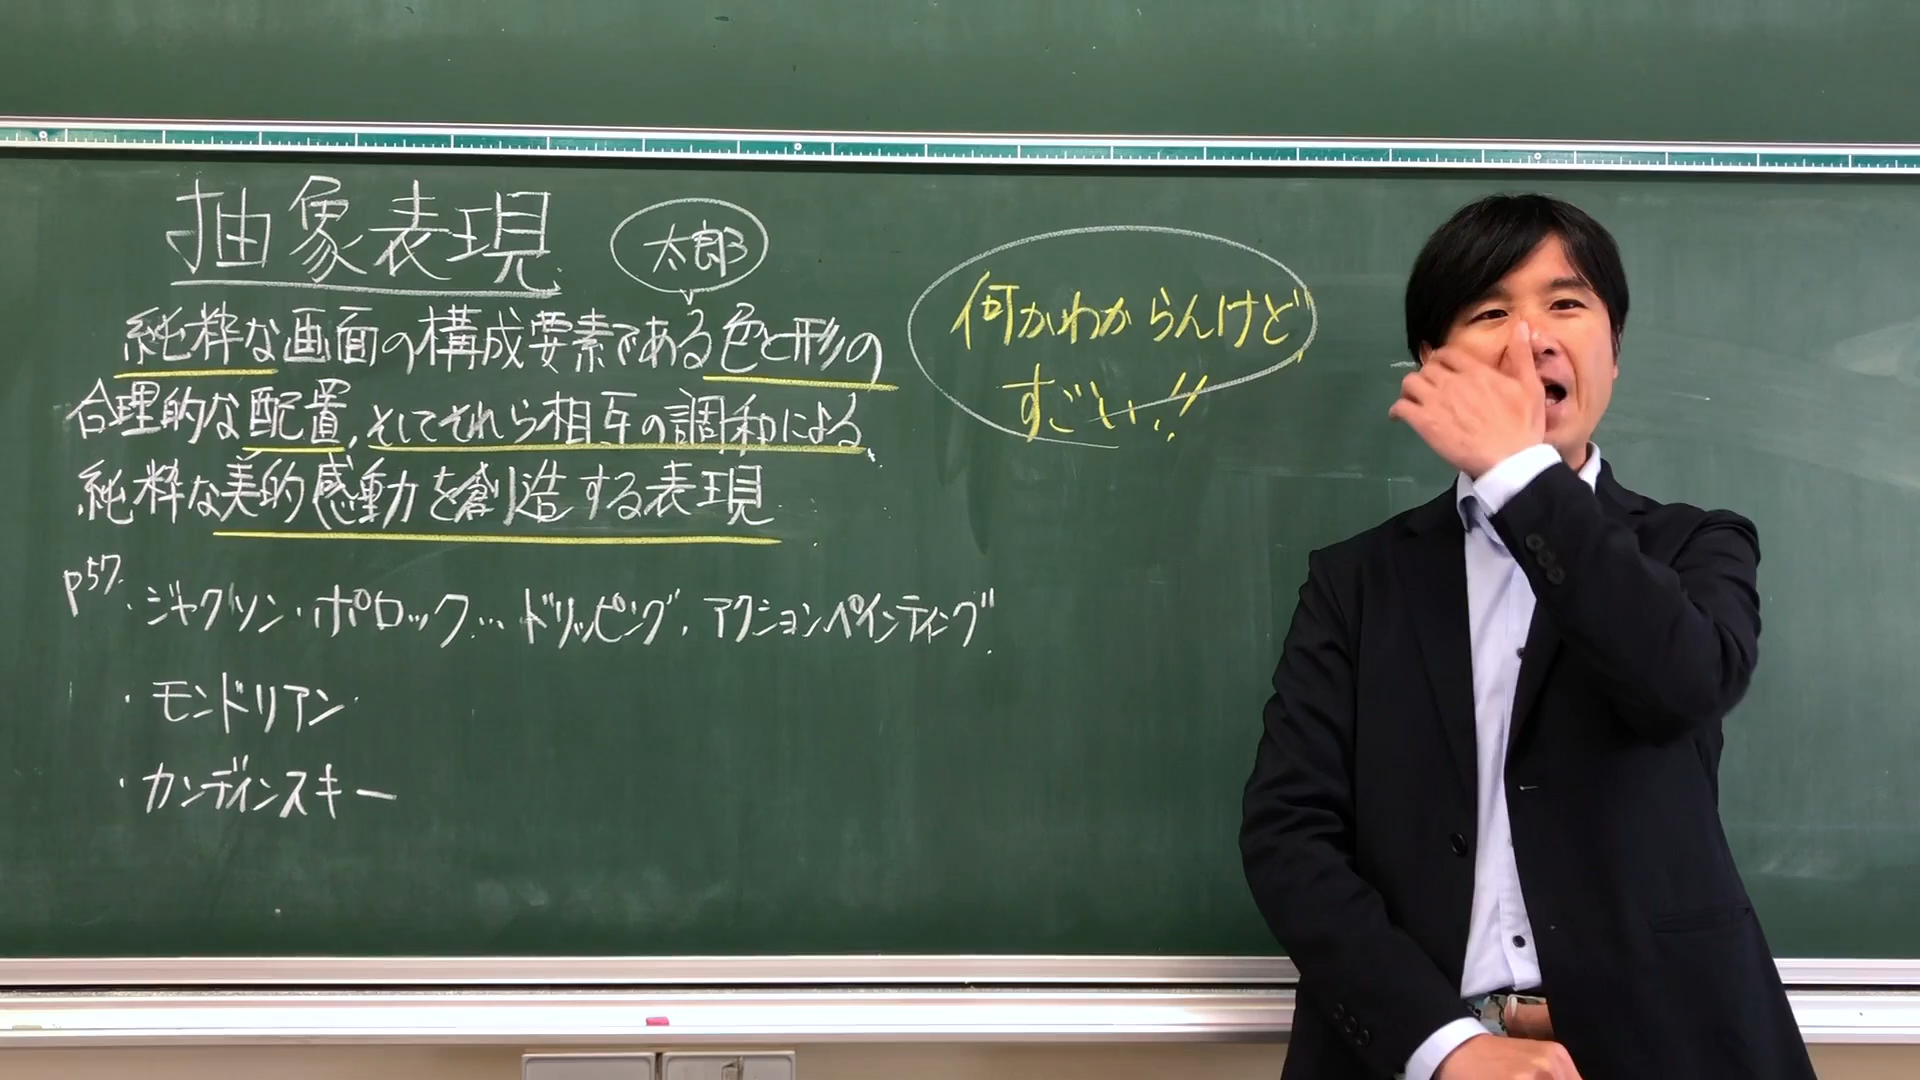 抽象表現
太郎
純粋な画面の構成要素である色と形の
合理的な配置、そしてそれら相互の調和による
純粋な美的感動を創造する表現
何かわからんけど
すごい!!
P57.
・ジャクソン・ポロック…ドリッピング、アクションペインティング
・モンドリアン
・カンディンスキー